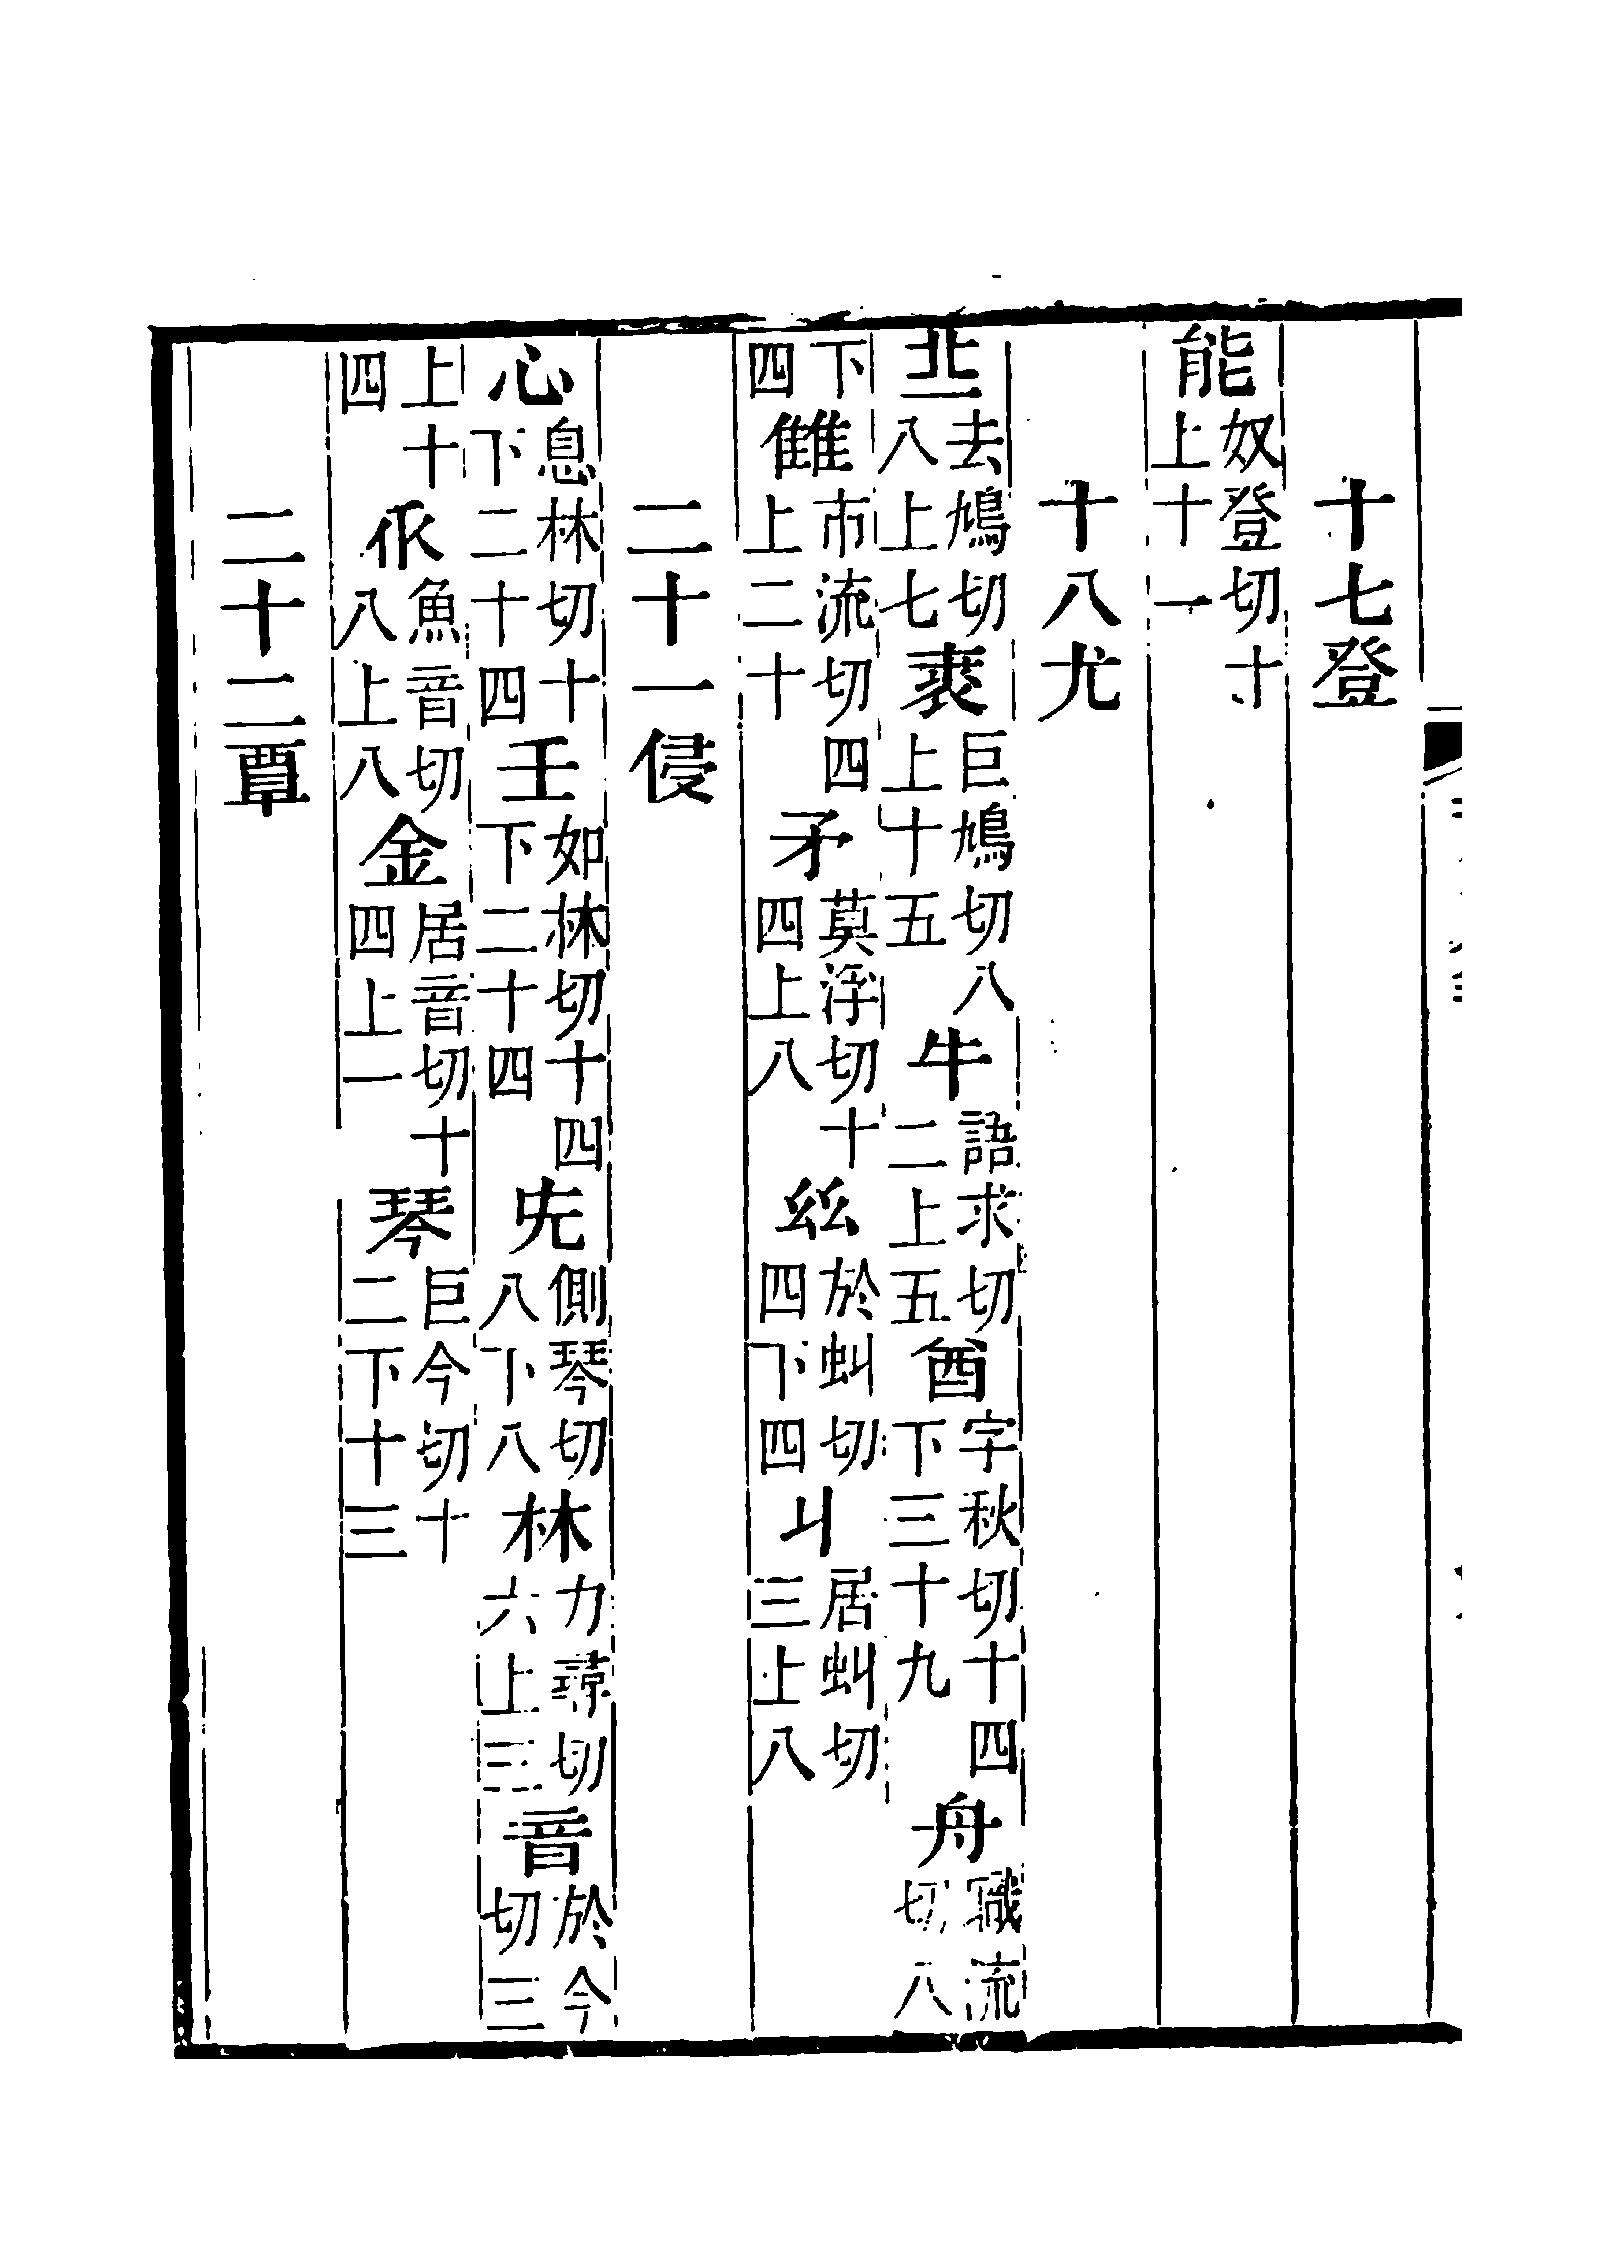 十七登
能奴登切十上十一
十八尤
丠去鳩切八上七裘巨鳩切八上十五牛語求切二上五酋字秋切十四下三十九舟職流切八
下四雔市流切四上二十矛莫浮切十四上八𢆶於虯切四下四丩居虯切三上八
二十一侵
心息林切十下二十四壬如林切十四下二十四兂側琴切八下八林力尋切六上三音於今切三
上十四㐺魚音切八上八金居音切十四上一琴巨今切十二下十三
二十二覃